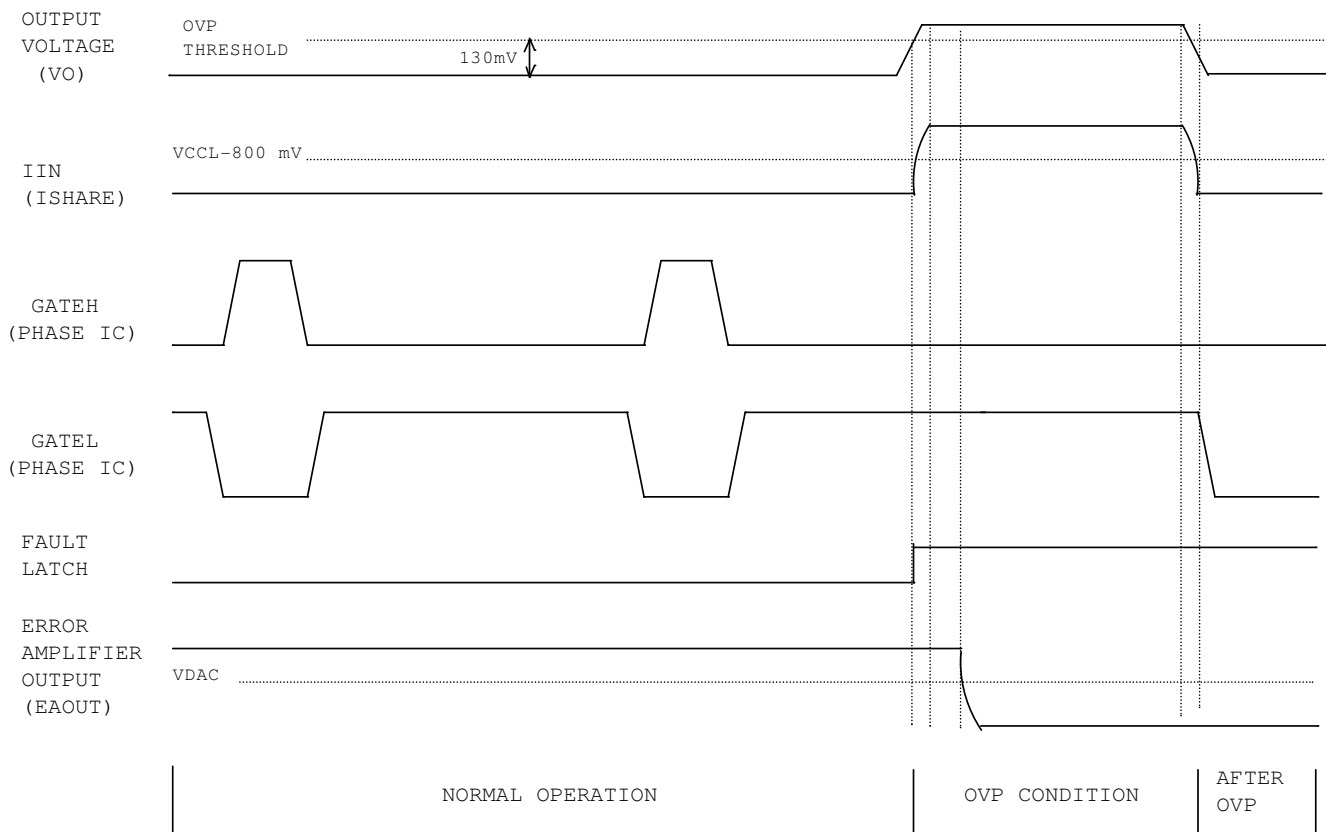 OUTPUT
VOLTAGE
(VO)
OVP
THRESHOLD
130mV
VCCL-800 mV
IIN
(ISHARE)
GATEH
(PHASE IC)
GATEL
(PHASE IC)
FAULT
LATCH
ERROR
AMPLIFIER
OUTPUT
(EAOUT)
VDAC
NORMAL OPERATION
OVP CONDITION
AFTER
OVP